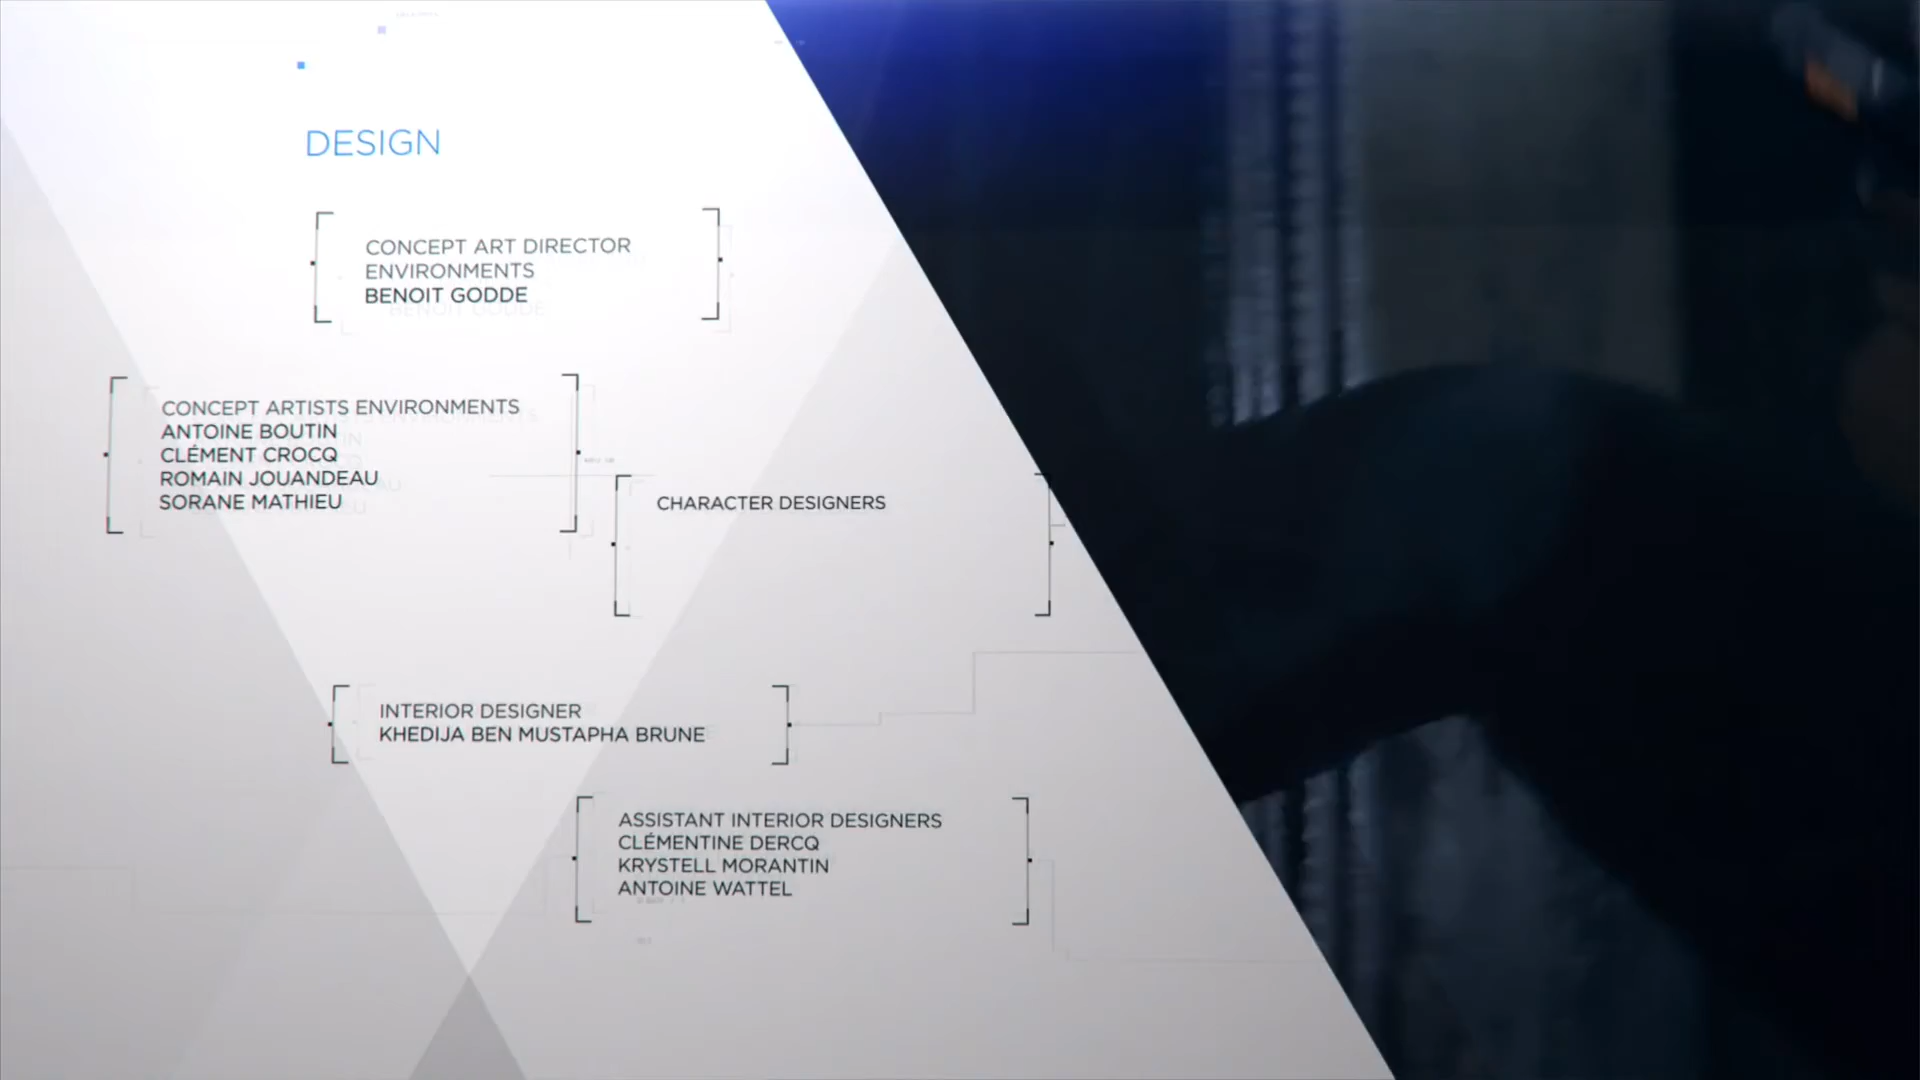 DESIGN
CONCEPT ART DIRECTOR
ENVIRONMENTS
BENOIT GODDE
CONCEPT ARTISTS ENVIRONMENTS
ANTOINE BOUTIN
CLÉMENT CROCQ
ROMAIN JOUANDEAU
SORANE MATHIEU
CHARACTER DESIGNERS
INTERIOR DESIGNER
KHEDIJA BEN MUSTAPHA BRUNE
ASSISTANT INTERIOR DESIGNERS
CLÉMENTINE DERCQ
KRYSTELL MORANTIN
ANTOINE WATTEL